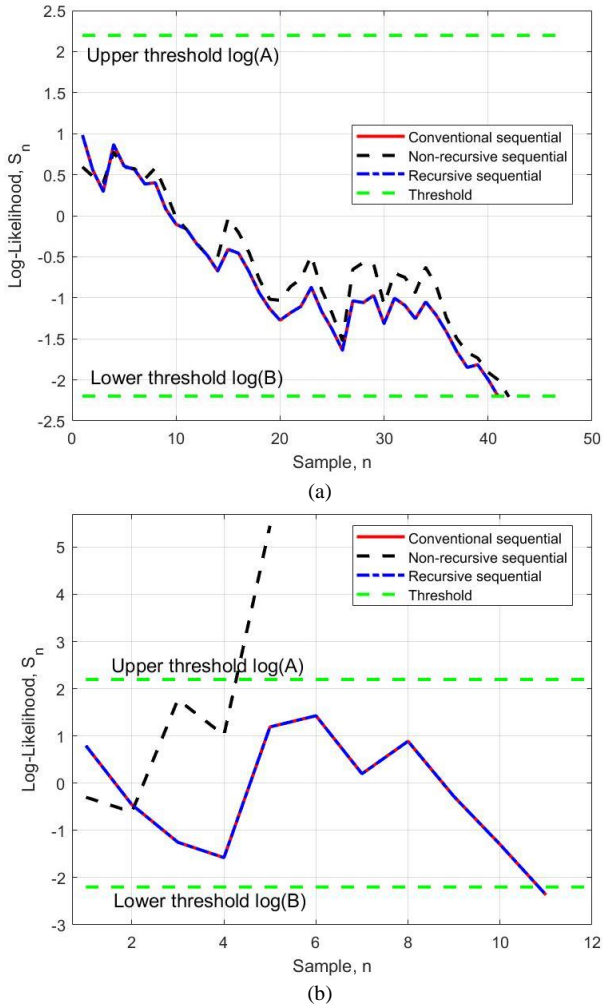 2.5
2
Upper threshold log(A)
1.5
1
Conventional sequential
Non-recursive sequential
0.5
Recursive sequential
Threshold
0
-0.5
-1
-1.5
Lower threshold log(B)
-2
-2.5
Log-Likelihood, Sn
0 10 20 30 40 50
Sample, n
(a)
5
Conventional sequential
Non-recursive sequential
Recursive sequential
Threshold
4
3
Upper threshold log(A)
2
1
0
-1
-2
Lower threshold log(B)
-3
Log-Likelihood, Sn
2 4 6 8 10 12
Sample, n
(b)